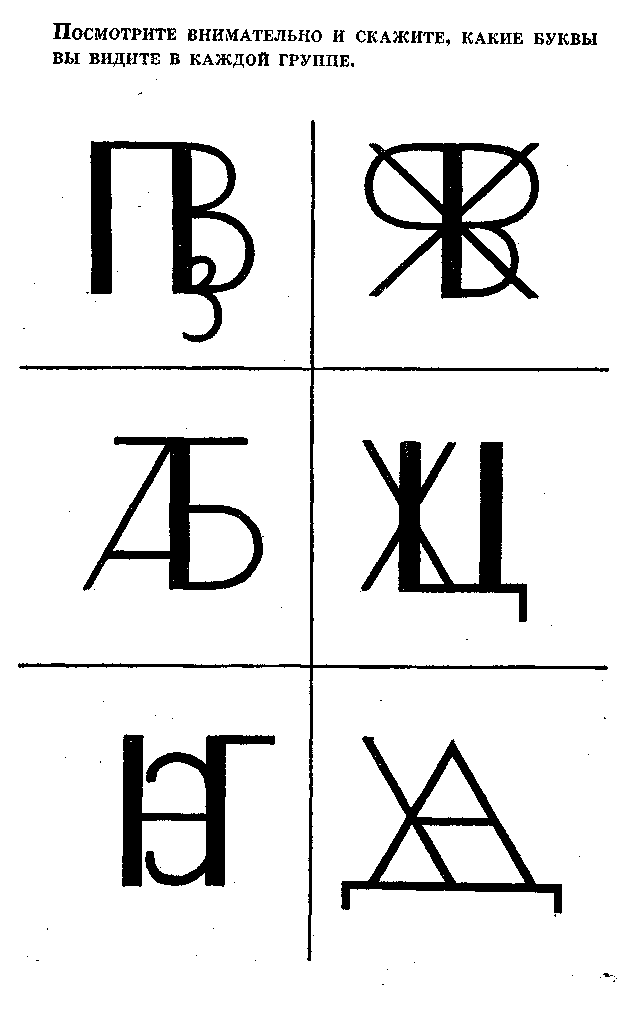 Посмотрите внимательно и скажите, какие буквы
вы видите в каждой группе.